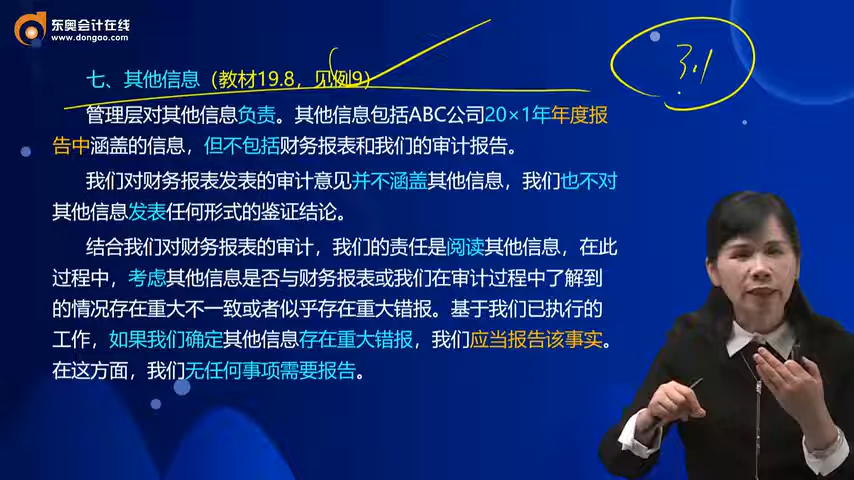 东奥会计在线
www.dongao.com
3.1
七、其他信息（教材19.8，见例9）
管理层对其他信息负责。其他信息包括ABC公司20×1年年度报
告中涵盖的信息，但不包括财务报表和我们的审计报告。
我们对财务报表发表的审计意见并不涵盖其他信息，我们也不对
其他信息发表任何形式的鉴证结论。
结合我们对财务报表的审计，我们的责任是阅读其他信息，在此
过程中，考虑其他信息是否与财务报表或我们在审计过程中了解到
的情况存在重大不一致或者似乎存在重大错报。基于我们已执行的
工作，如果我们确定其他信息存在重大错报，我们应当报告该事实。
在这方面，我们无任何事项需要报告。